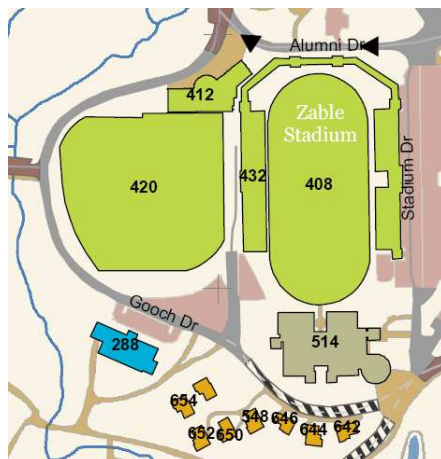 Alumni Dr
412
Zable
Stadium
420
432
408
Stadium Dr
Gooch Dr
288
514
654
548
646
652
650
644
642